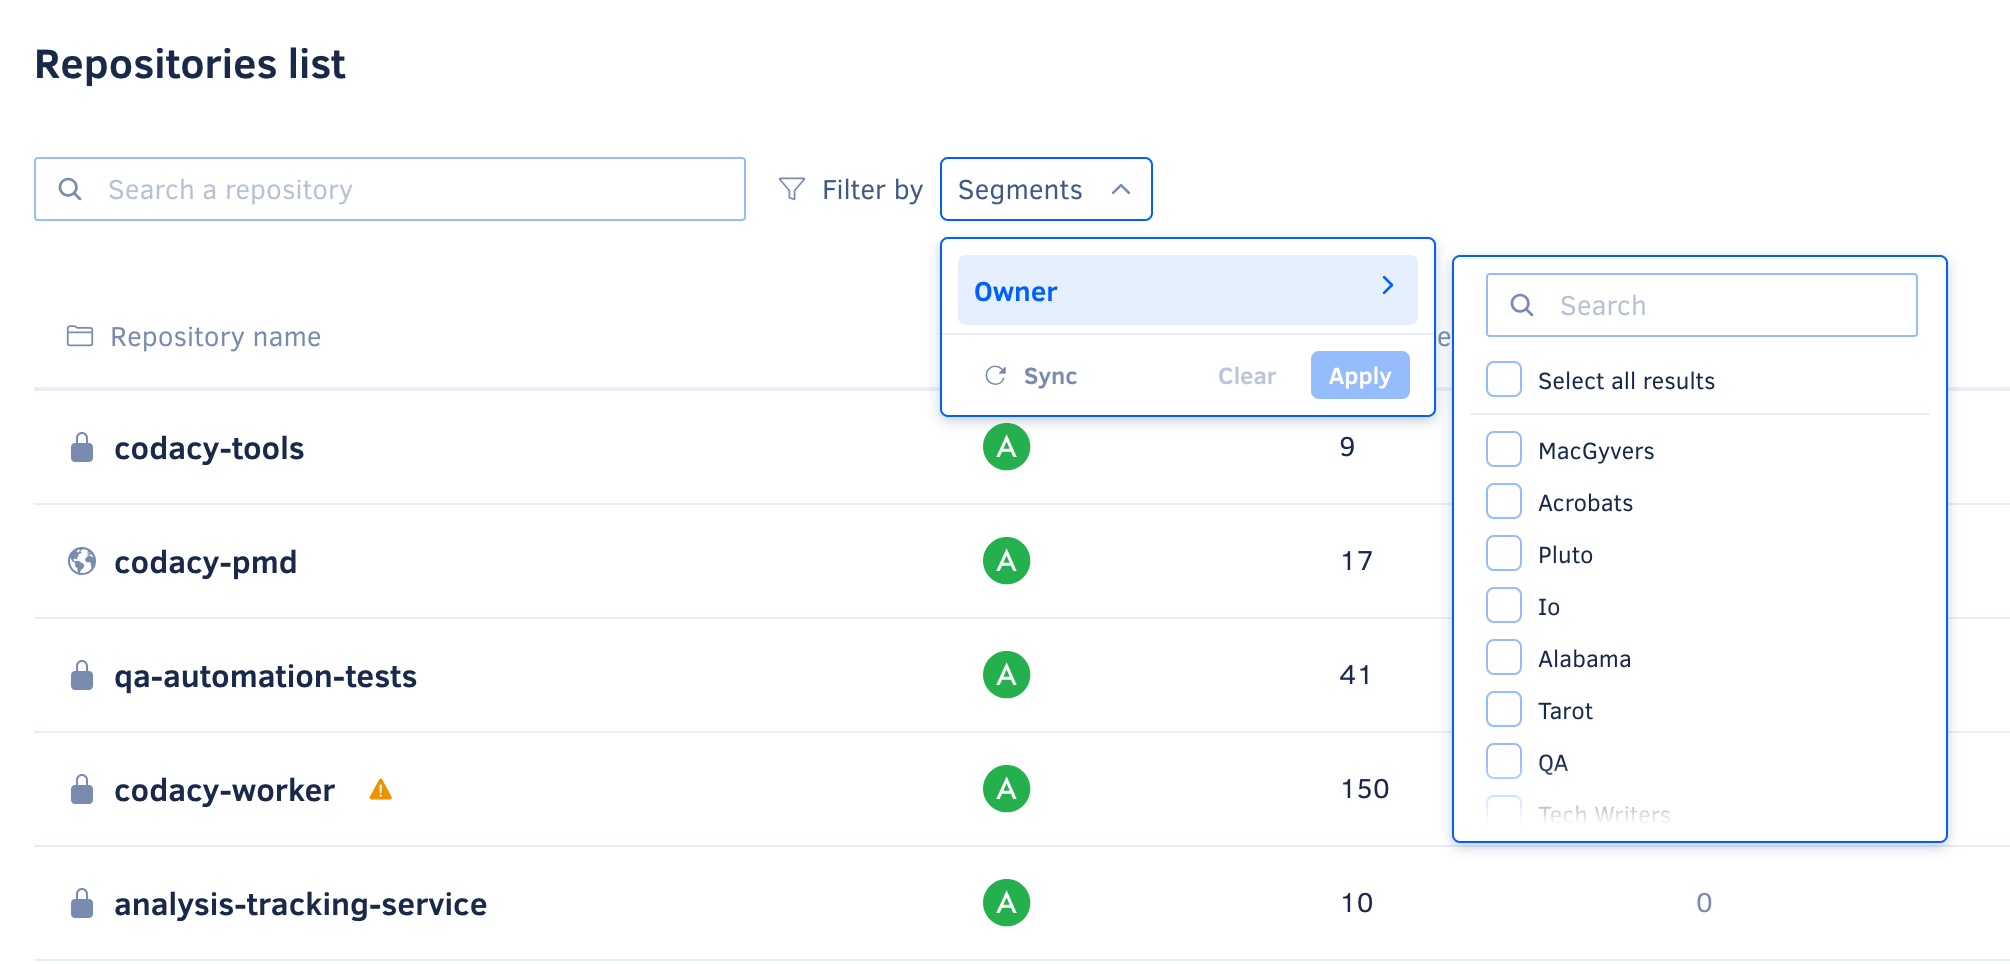 Repositories list
Search a repository
Filter by
Segments
Owner
Sync
Clear
Apply
Search
Select all results
MacGyvers
Acrobats
Pluto
Io
Alabama
Tarot
QA
Tech Writers
Repository name
e
codacy-tools
A
9
codacy-pmd
A
17
qa-automation-tests
A
41
codacy-worker
A
150
analysis-tracking-service
A
10
0